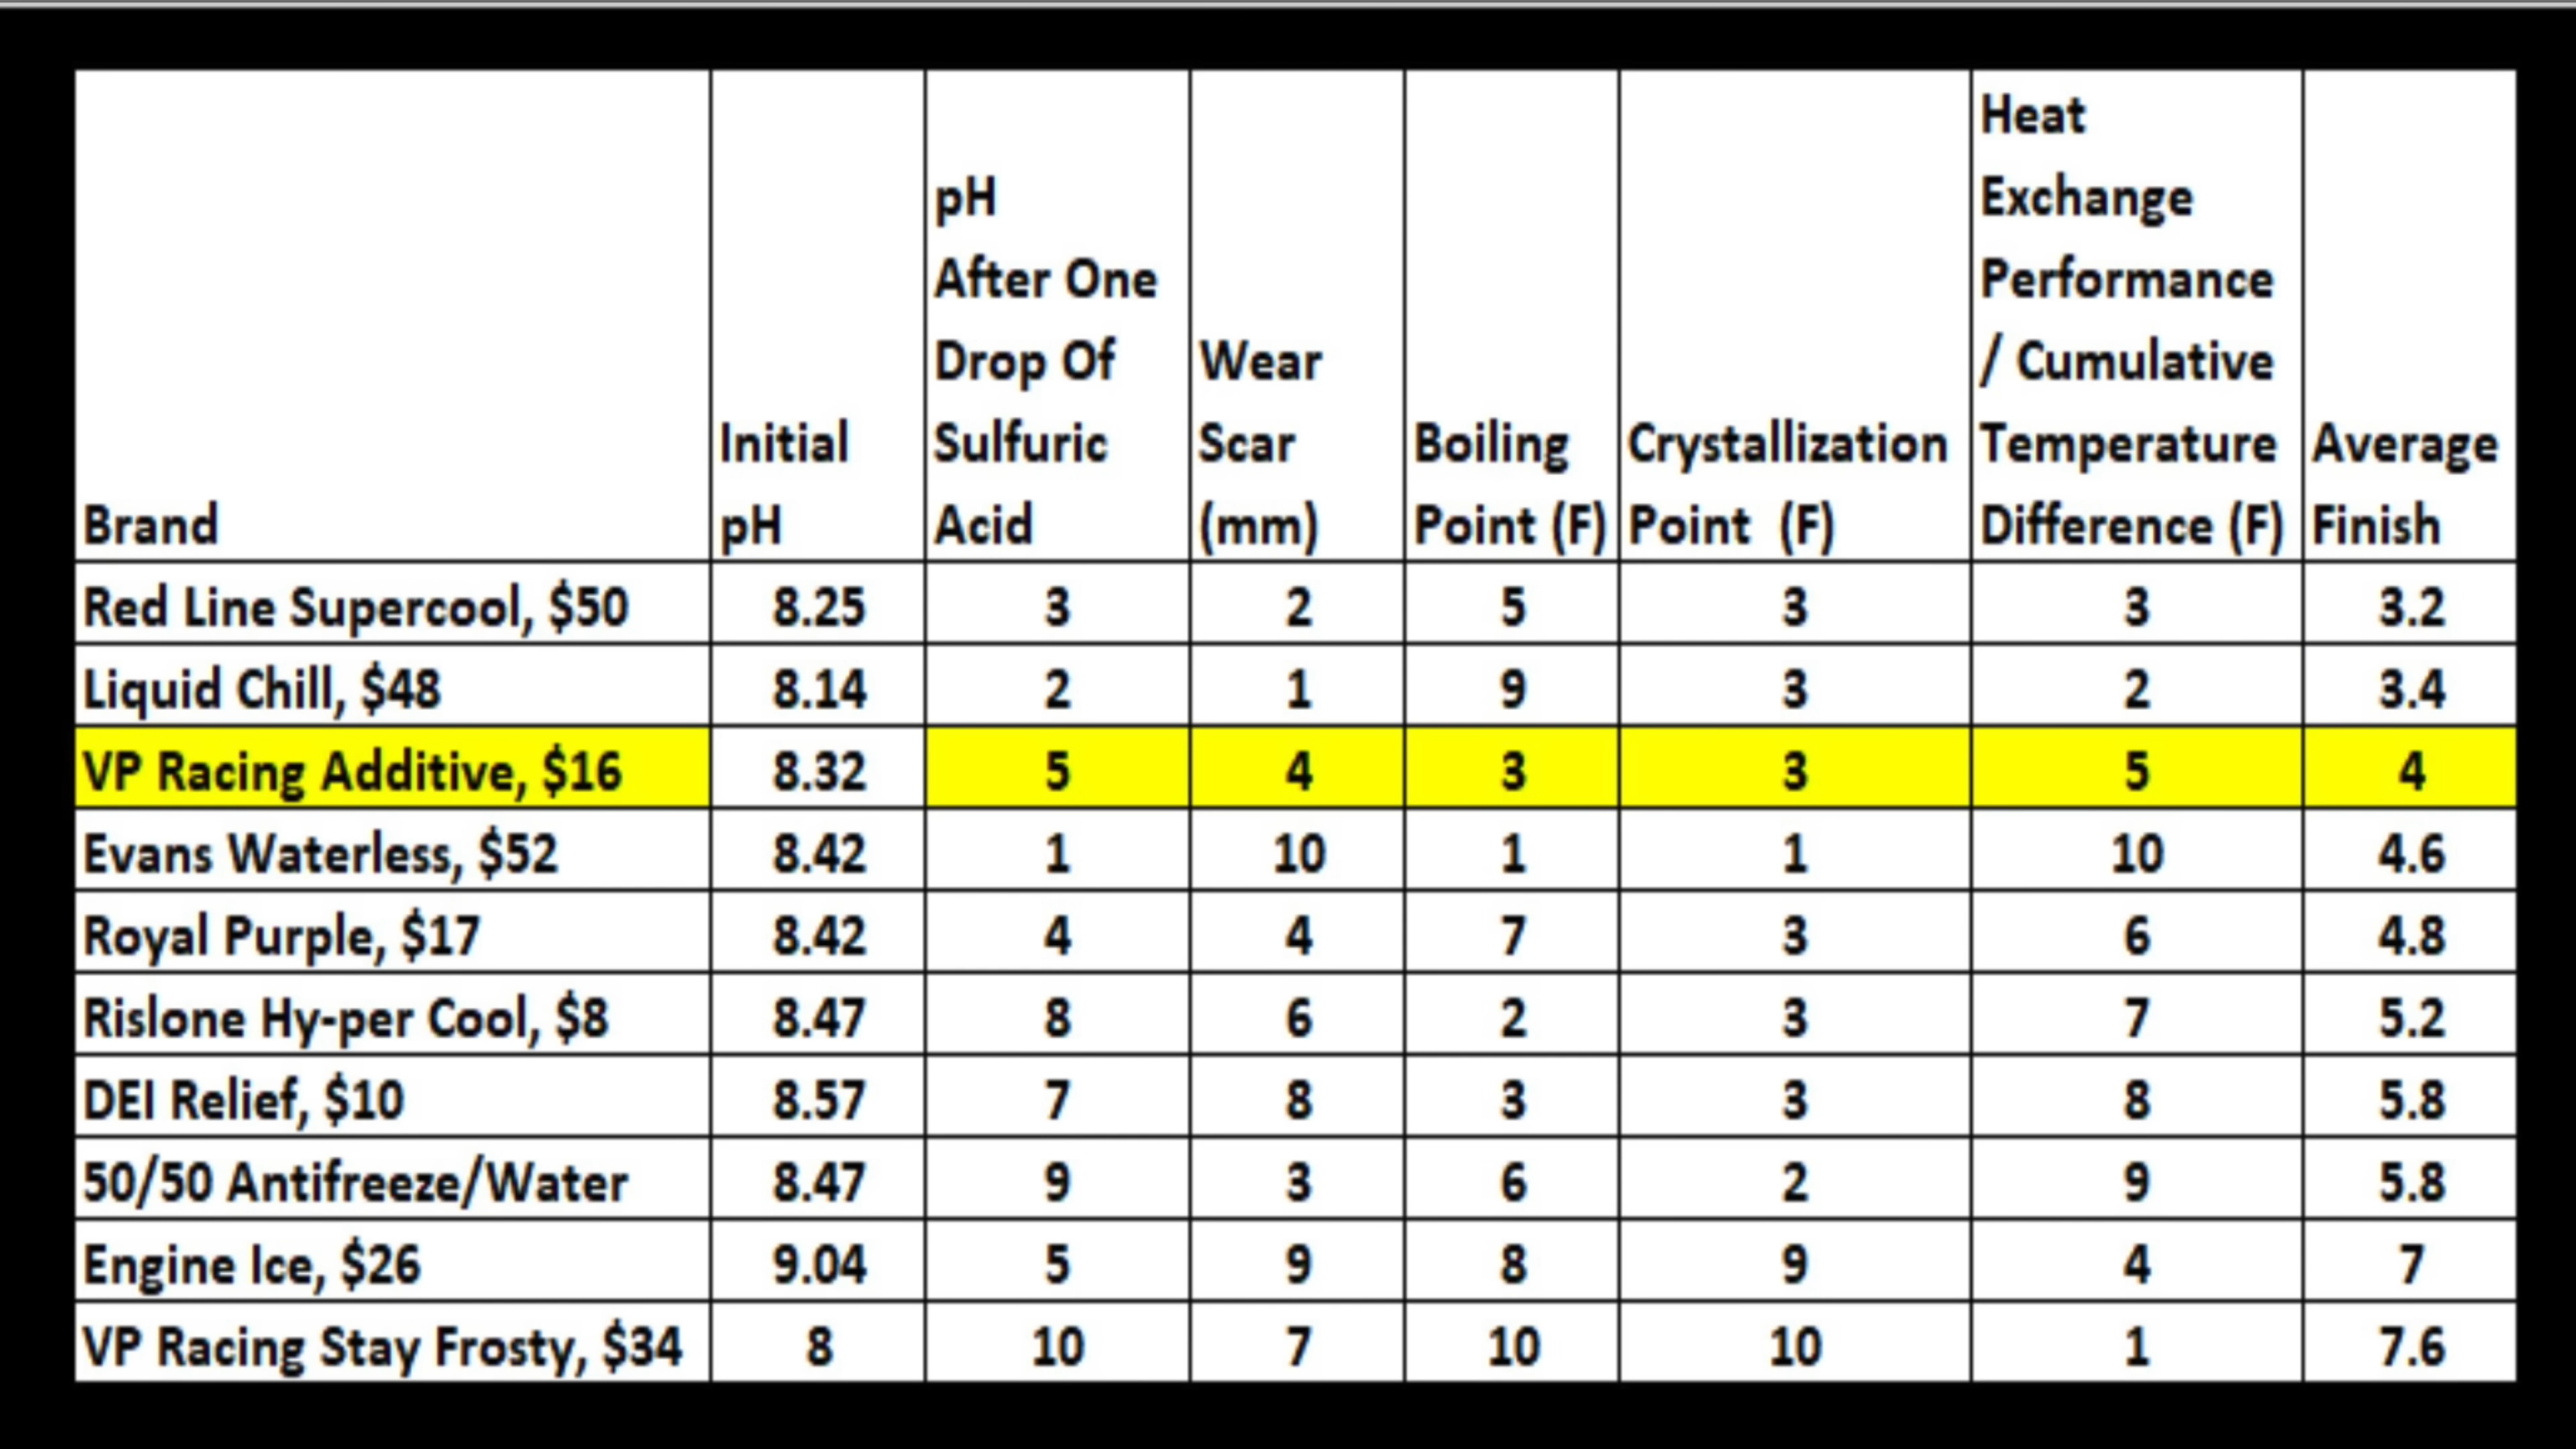 Brand Initial pH pH After One Drop Of Sulfuric Acid Wear Scar (mm) Boiling Point (F) Crystallization Point (F) Heat Exchange Performance / Cumulative Temperature Difference (F) Average Finish
Red Line Supercool, $50 8.25 3 2 5 3 3 3.2
Liquid Chill, $48 8.14 2 1 9 3 2 3.4
VP Racing Additive, $16 8.32 5 4 3 3 5 4
Evans Waterless, $52 8.42 1 10 1 1 10 4.6
Royal Purple, $17 8.42 4 4 7 3 6 4.8
Rislone Hy-per Cool, $8 8.47 8 6 2 3 7 5.2
DEI Relief, $10 8.57 7 8 3 3 8 5.8
50/50 Antifreeze/Water 8.47 9 3 6 2 9 5.8
Engine Ice, $26 9.04 5 9 8 9 4 7
VP Racing Stay Frosty, $34 8 10 7 10 10 1 7.6